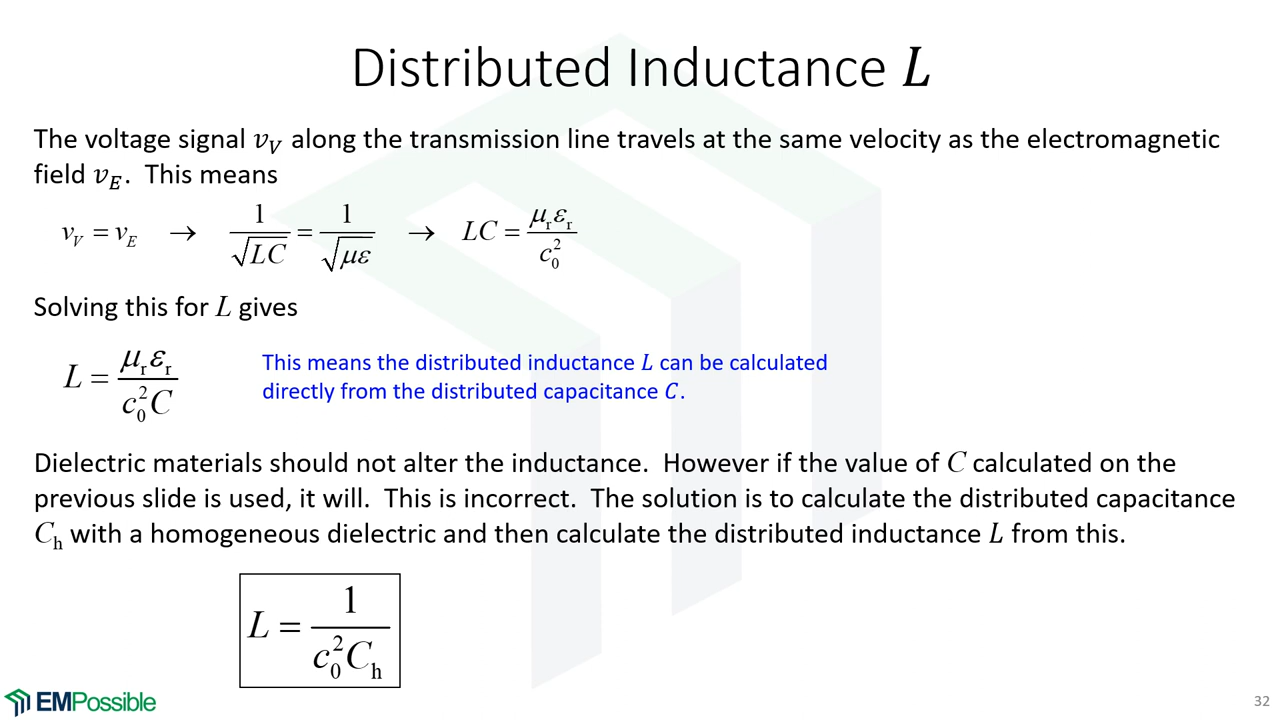 Distributed Inductance L
The voltage signal v_V along the transmission line travels at the same velocity as the electromagnetic
field v_E. This means
v_V = v_E → 1/√(LC) = 1/√(με) → LC = μ_r ε_r / c_0^2
Solving this for L gives
L = μ_r ε_r / (c_0^2 C)
This means the distributed inductance L can be calculated
directly from the distributed capacitance C.
Dielectric materials should not alter the inductance. However if the value of C calculated on the
previous slide is used, it will. This is incorrect. The solution is to calculate the distributed capacitance
C_h with a homogeneous dielectric and then calculate the distributed inductance L from this.
L = 1 / (c_0^2 C_h)
EMPossible
32